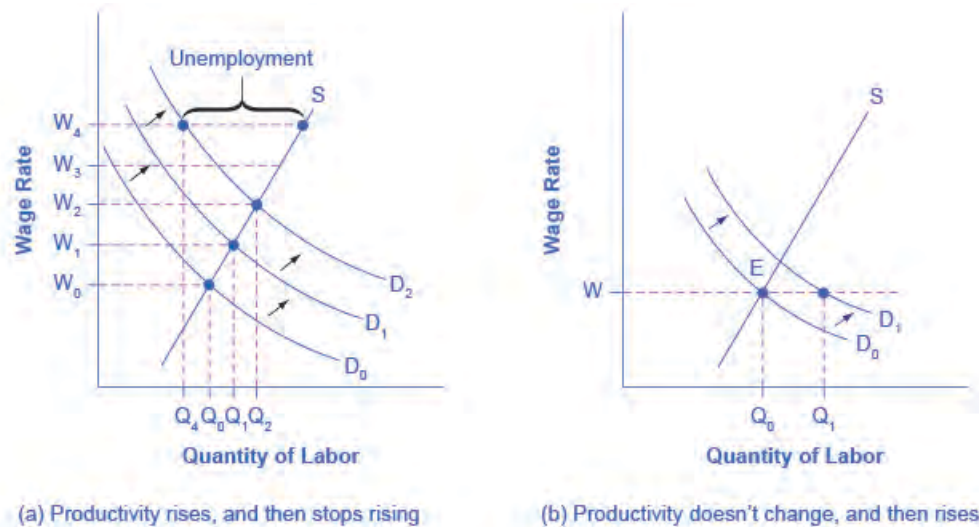 Unemployment
S
W₄
W₃
W₂
W₁
W₀
Wage Rate
D₂
D₁
D₀
Q₄ Q₀ Q₁ Q₂
Quantity of Labor
(a) Productivity rises, and then stops rising
S
E
W
Wage Rate
D₁
D₀
Q₀ Q₁
Quantity of Labor
(b) Productivity doesn’t change, and then rises